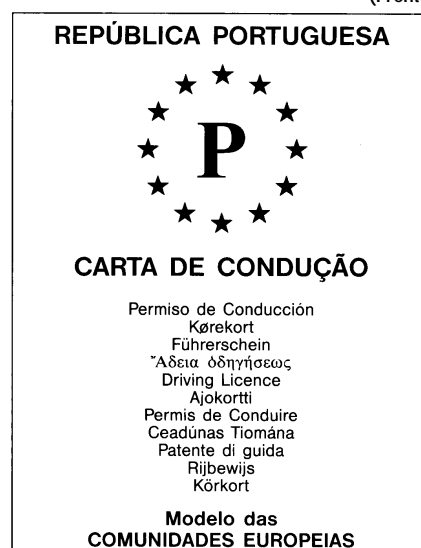 (Front
REPÚBLICA PORTUGUESA
P
CARTA DE CONDUÇÃO
Permiso de Conducción
Kørekort
Führerschein
Ἄδεια ὁδηγήσεως
Driving Licence
Ajokortti
Permis de Conduire
Ceadúnas Tiomána
Patente di guida
Rijbewijs
Körkort
Modelo das
COMUNIDADES EUROPEIAS